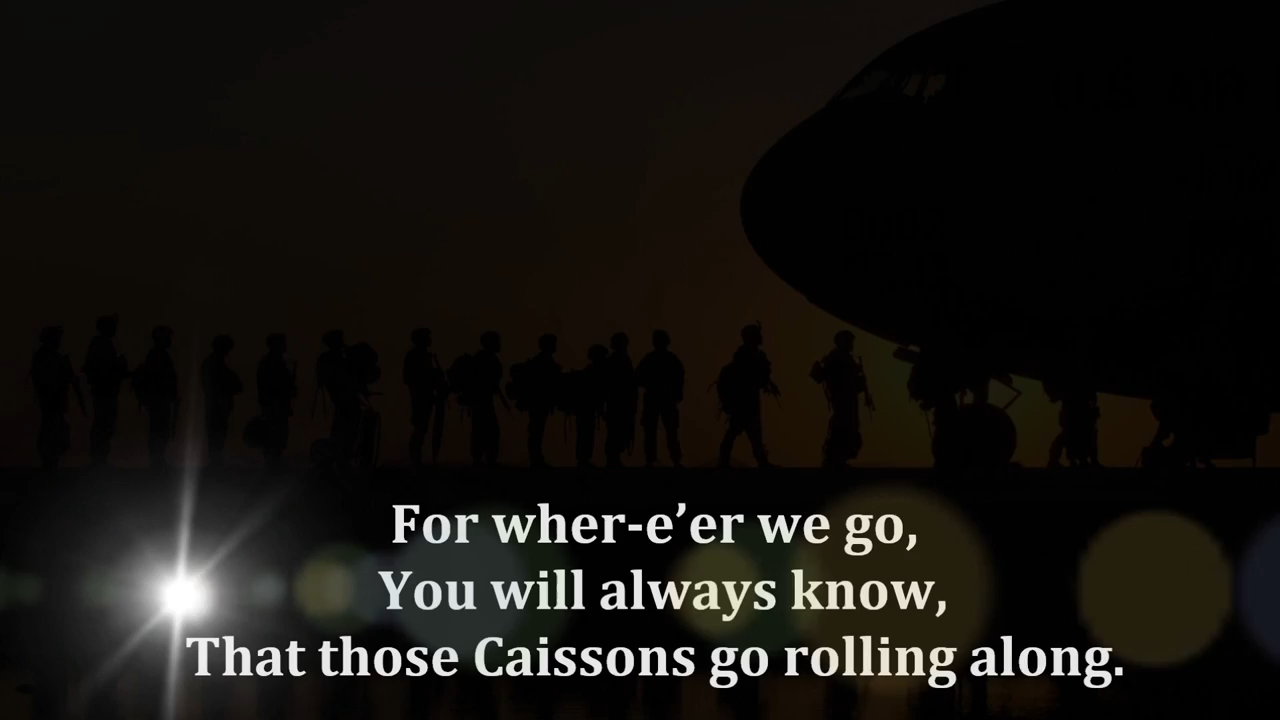 For wher-e’er we go,
You will always know,
That those Caissons go rolling along.